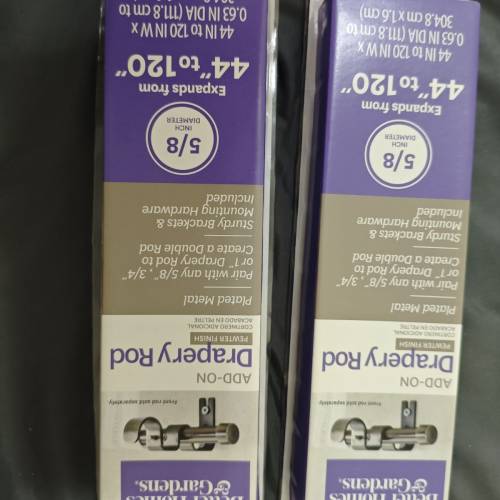 Better Homes
& Gardens®
Front rod sold separately
ADD-ON
Drapery Rod
PEWTER FINISH
CORTINERO ADICIONAL
ACABADO EN PELTRE
Plated Metal
Pair with any 5/8", 3/4"
or 1" Drapery Rod to
Create a Double Rod
Sturdy Brackets &
Mounting Hardware
Included
5/8
INCH
DIAMETER
Expands from
44" to 120"
44 IN to 120 IN W x
0.63 IN DIA (111.8 cm to
304.8 cm x 1.6 cm)
Better Homes
& Gardens®
Front rod sold separately
ADD-ON
Drapery Rod
PEWTER FINISH
CORTINERO ADICIONAL
ACABADO EN PELTRE
Plated Metal
Pair with any 5/8", 3/4"
or 1" Drapery Rod to
Create a Double Rod
Sturdy Brackets &
Mounting Hardware
Included
5/8
INCH
DIAMETER
Expands from
44" to 120"
44 IN to 120 IN W x
0.63 IN DIA (111.8 cm to